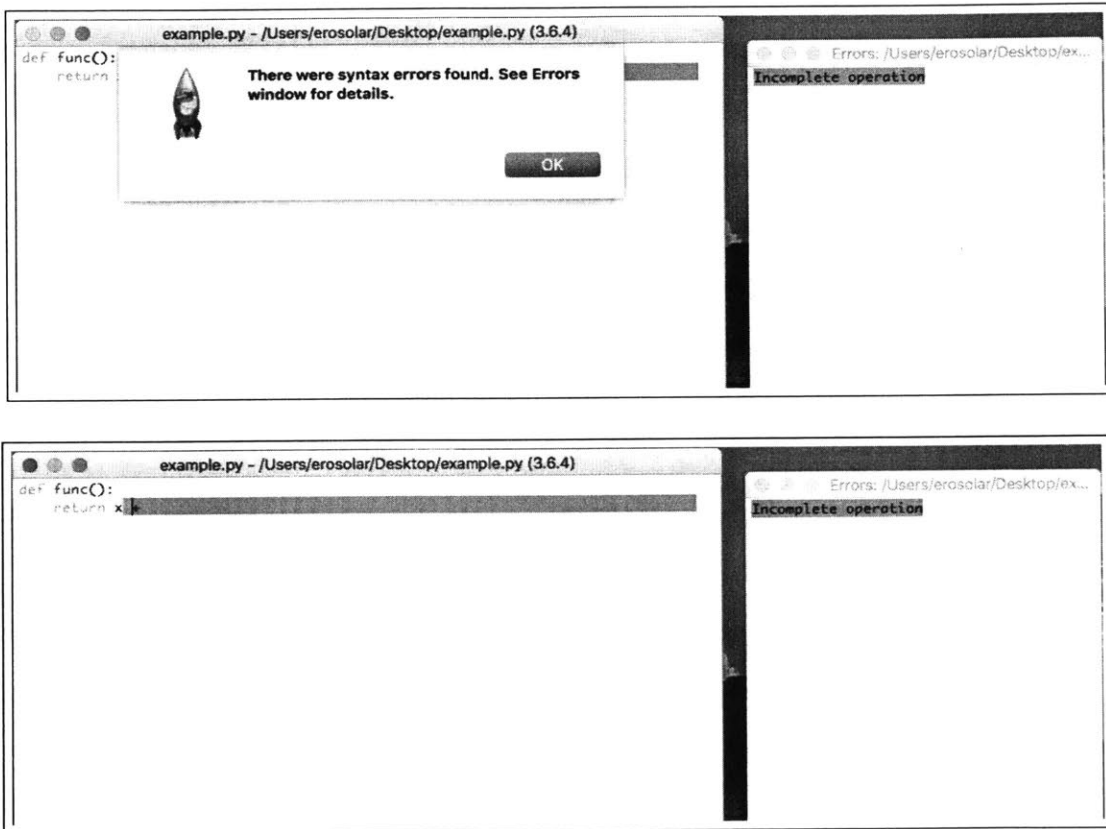 example.py - /Users/erosolar/Desktop/example.py (3.6.4)
def func():
return
There were syntax errors found. See Errors
window for details.
OK
Errors: /Users/erosolar/Desktop/ex...
Incomplete operation
example.py - /Users/erosolar/Desktop/example.py (3.6.4)
def func():
return x +
Errors: /Users/erosolar/Desktop/ex...
Incomplete operation